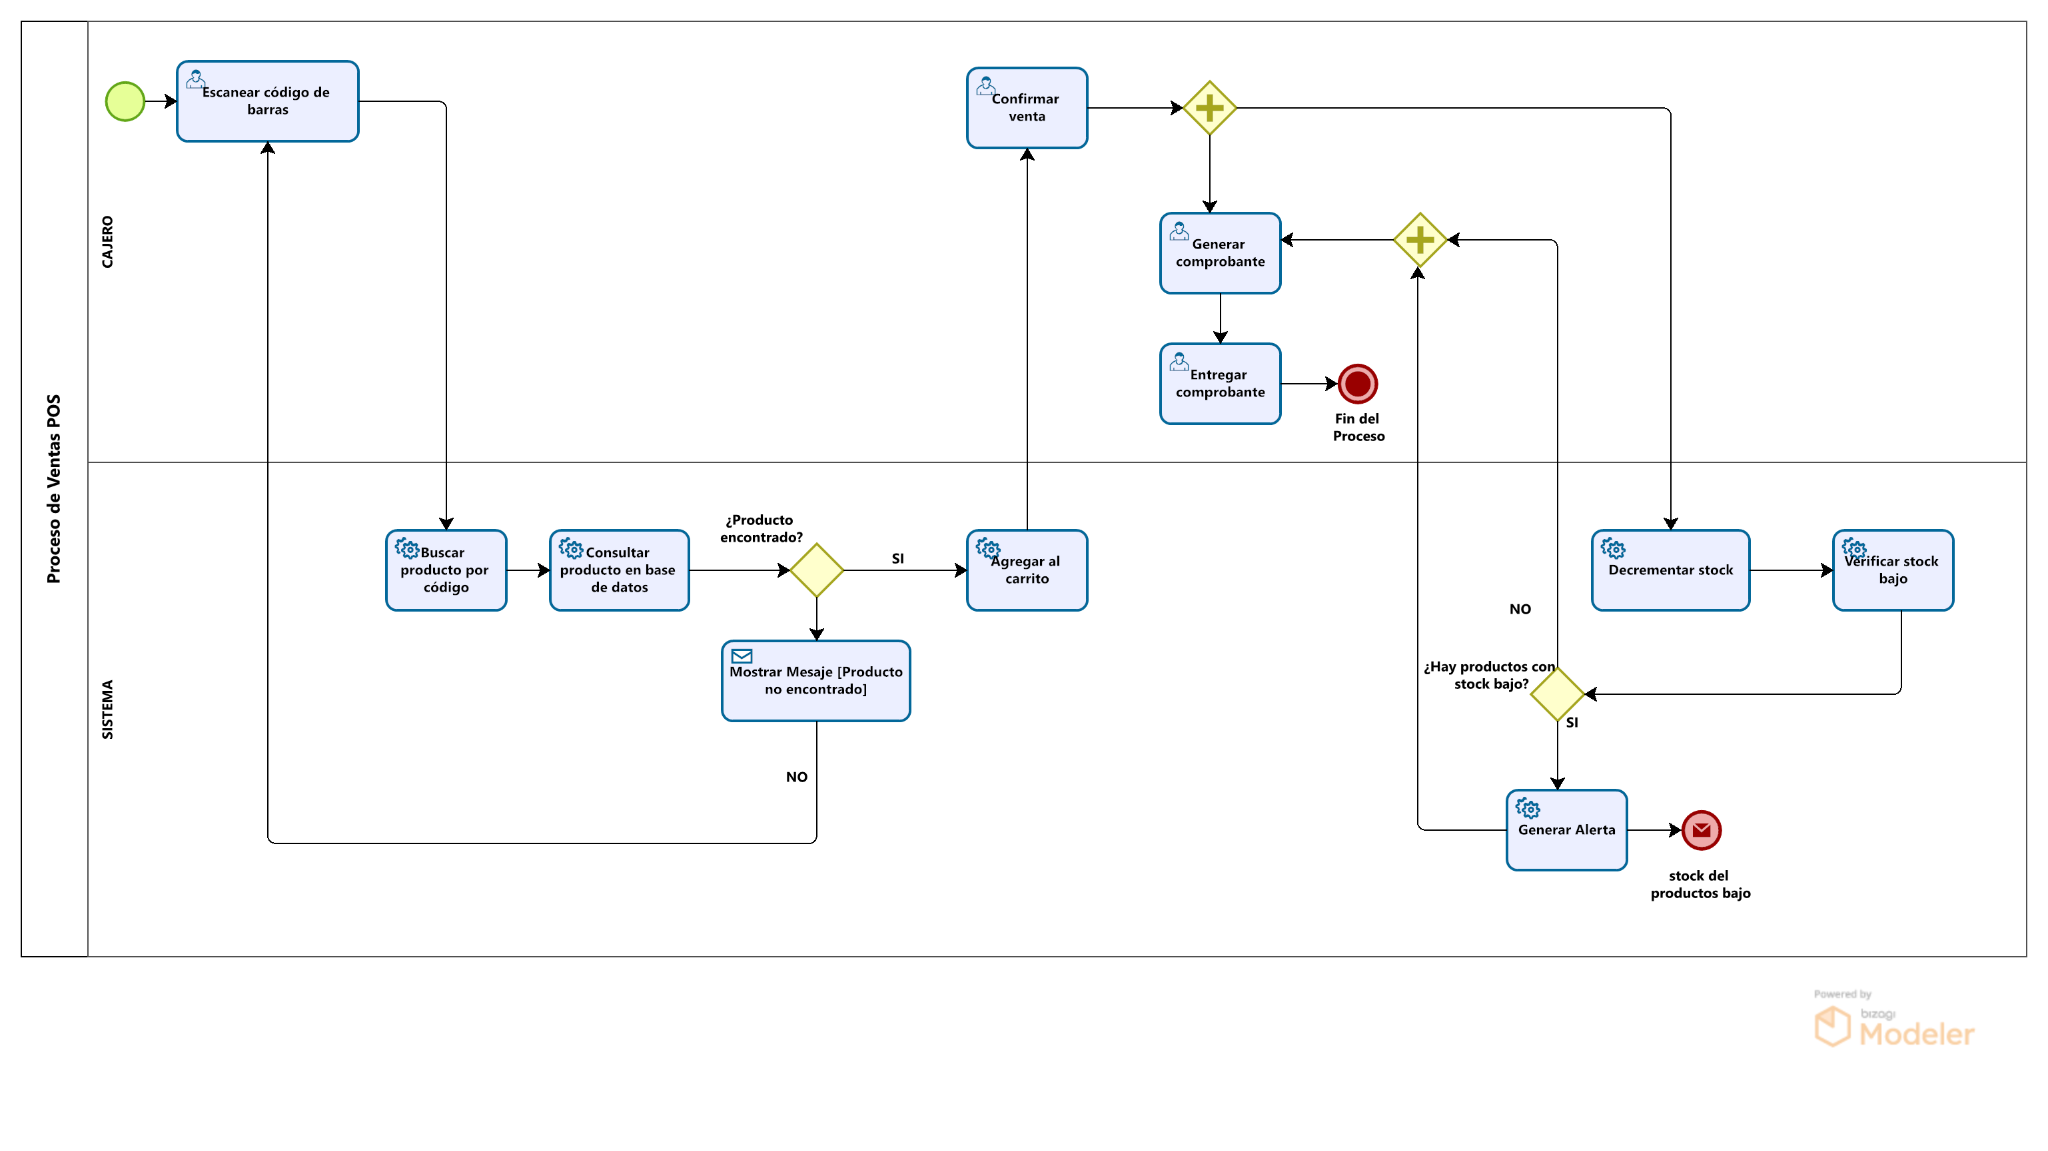 Proceso de Ventas POS
CAJERO
Escanear código de
barras
Confirmar
venta
Generar
comprobante
Entregar
comprobante
Fin del
Proceso
SISTEMA
Buscar
producto por
código
Consultar
producto en base
de datos
¿Producto
encontrado?
SI
Agregar al
carrito
Mostrar Mesaje [Producto
no encontrado]
NO
Decrementar stock
Verificar stock
bajo
NO
¿Hay productos con
stock bajo?
SI
Generar Alerta
stock del
productos bajo
Powered by
bizagi
Modeler